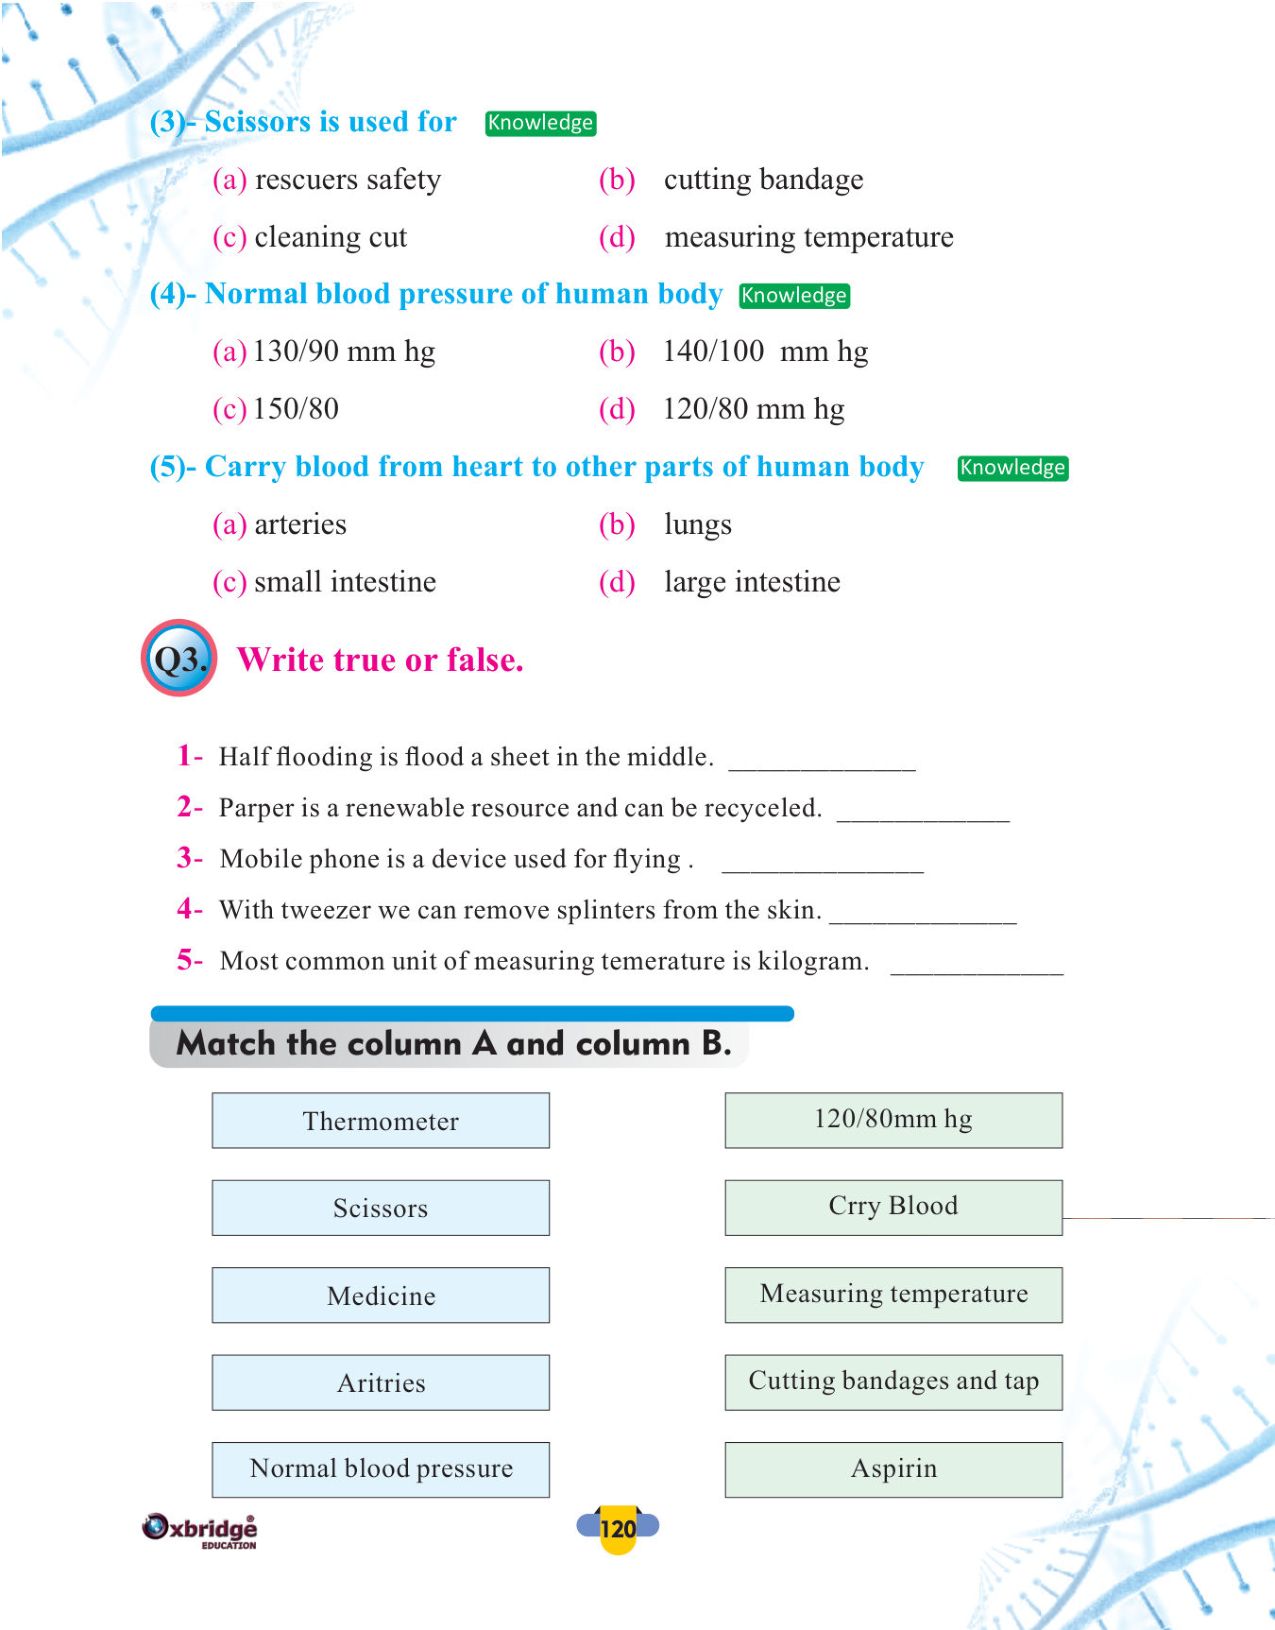 (3)- Scissors is used for Knowledge
(a) rescuers safety (b) cutting bandage
(c) cleaning cut (d) measuring temperature
(4)- Normal blood pressure of human body Knowledge
(a) 130/90 mm hg (b) 140/100 mm hg
(c) 150/80 (d) 120/80 mm hg
(5)- Carry blood from heart to other parts of human body Knowledge
(a) arteries (b) lungs
(c) small intestine (d) large intestine
Q3. Write true or false.
1- Half flooding is flood a sheet in the middle. _____________
2- Parper is a renewable resource and can be recyceled. ____________
3- Mobile phone is a device used for flying . ______________
4- With tweezer we can remove splinters from the skin. _____________
5- Most common unit of measuring temerature is kilogram. ____________
Match the column A and column B.
Thermometer 120/80mm hg
Scissors Crry Blood
Medicine Measuring temperature
Aritries Cutting bandages and tap
Normal blood pressure Aspirin
Oxbridge®
EDUCATION
120